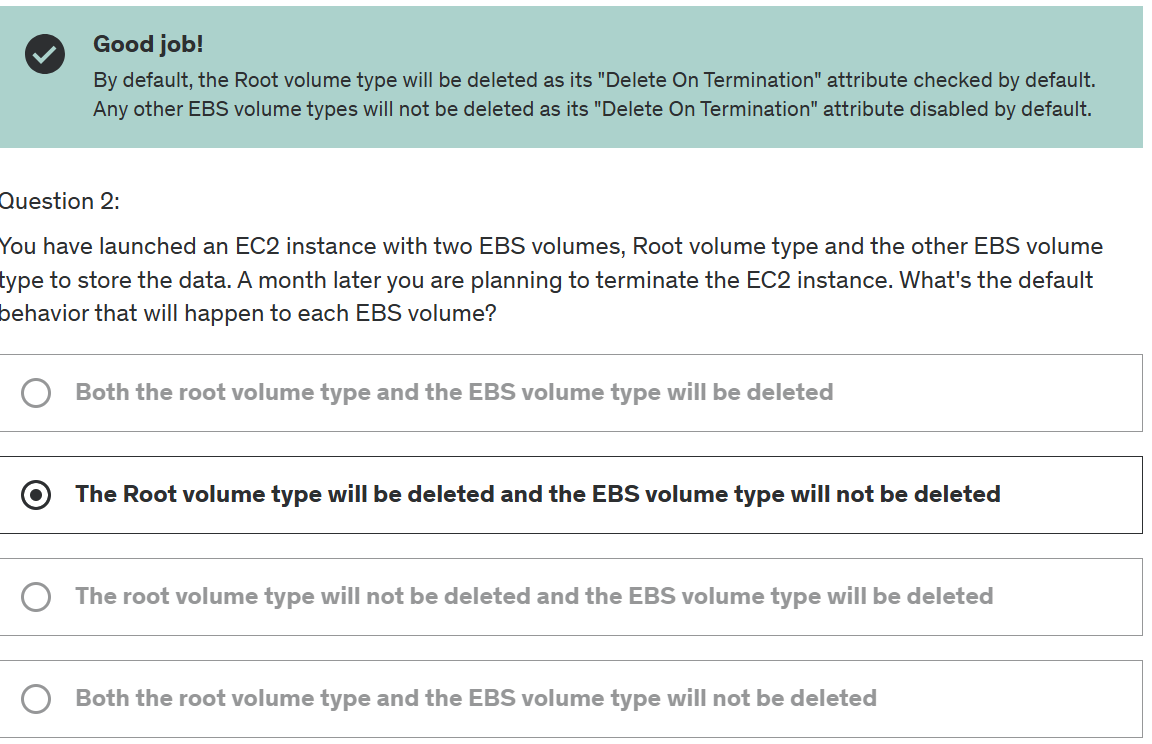 Good job!
By default, the Root volume type will be deleted as its "Delete On Termination" attribute checked by default.
Any other EBS volume types will not be deleted as its "Delete On Termination" attribute disabled by default.
Question 2:
You have launched an EC2 instance with two EBS volumes, Root volume type and the other EBS volume
type to store the data. A month later you are planning to terminate the EC2 instance. What's the default
behavior that will happen to each EBS volume?
Both the root volume type and the EBS volume type will be deleted
The Root volume type will be deleted and the EBS volume type will not be deleted
The root volume type will not be deleted and the EBS volume type will be deleted
Both the root volume type and the EBS volume type will not be deleted